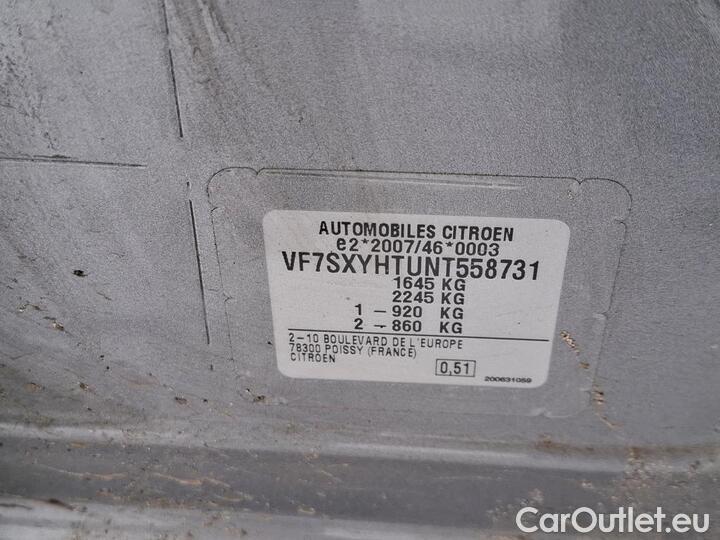 AUTOMOBILES CITROEN
e2*2007/46*0003
VF7SXYHTUNT558731
1645 KG
2245 KG
1 – 920 KG
2 – 860 KG
2–10 BOULEVARD DE L'EUROPE
78300 POISSY (FRANCE)
CITROEN
0,51
200631059
CarOutlet.eu